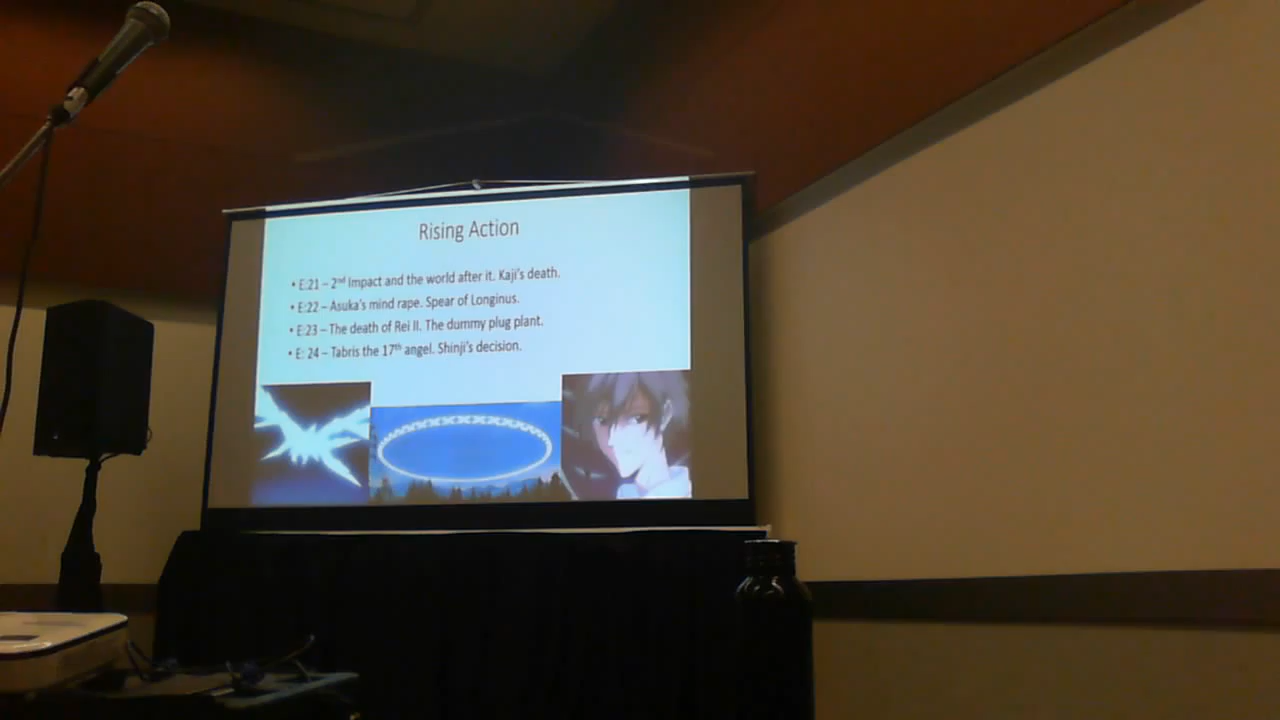 Rising Action
• E:21 – 2nd Impact and the world after it. Kaji's death.
• E:22 – Asuka's mind rape. Spear of Longinus.
• E:23 – The death of Rei II. The dummy plug plant.
• E: 24 – Tabris the 17th angel. Shinji's decision.